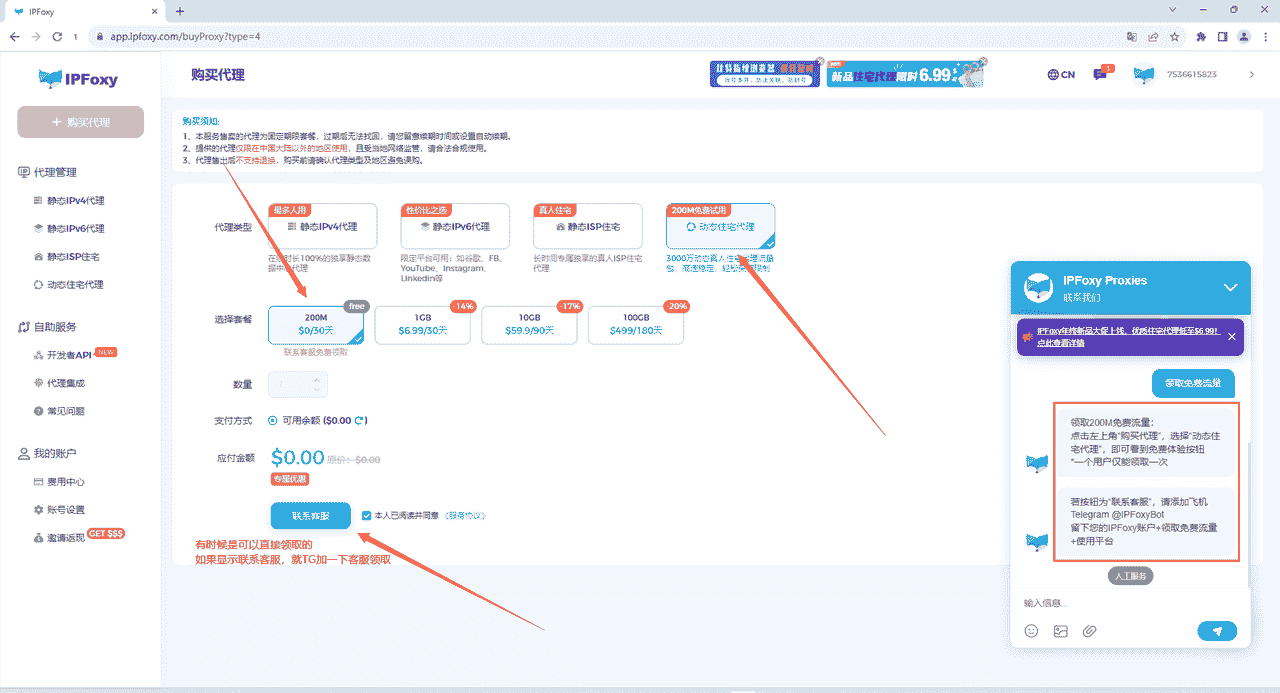 IPFoxy
app.ipfoxy.com/buyProxy?type=4
IPFoxy
购买代理
新品住宅代理限时6.99
CN
1
7536615823
+ 购买代理
代理管理
静态IPv4代理
静态IPv6代理
静态ISP住宅
动态住宅代理
自助服务
开发者API NEW
代理集成
常见问题
我的账户
费用中心
账号设置
邀请返现 GET $$$
购买须知:
1、本服务售卖的代理为固定期限套餐，过期后无法找回，请您留意续期时间或设置自动续期。
2、提供的代理仅限在中国大陆以外的地区使用，且受当地网络监管，请合法合规使用。
3、代理售出后不支持退换，购买前请确认代理类型及地区避免误购。
代理类型
最多人用
静态IPv4代理
性价比之选
静态IPv6代理
限定平台可用：如谷歌、FB、
YouTube、Instagram、
Linkedin等
真人住宅
静态ISP住宅
长时间专属独享的真人ISP住宅
代理
200M免费试用
动态住宅代理
3000万动态真人住宅代理流量
选择套餐
free
200M
$0/30天
联系客服免费领取
-14%
1GB
$6.99/30天
-17%
10GB
$59.9/90天
-20%
100GB
$499/180天
数量
1
支付方式
可用余额 ($0.00 )
应付金额
$0.00 原价：$0.00
专属优惠
联系客服
本人已阅读并同意 《服务协议》
有时候是可以直接领取的
如果显示联系客服，就TG加一下客服领取
IPFoxy Proxies
联系我们
IPFoxy年终新品大促上线，优质住宅代理低至$6.99！
点此查看详情
领取免费流量
领取200M免费流量：
点击左上角“购买代理”，选择“动态住
宅代理”，即可看到免费体验按钮
*一个用户仅能领取一次
若按钮为“联系客服”，请添加飞机
Telegram @IPFoxyBot
留下您的IPFoxy账户+领取免费流量
+使用平台
人工服务
输入信息...